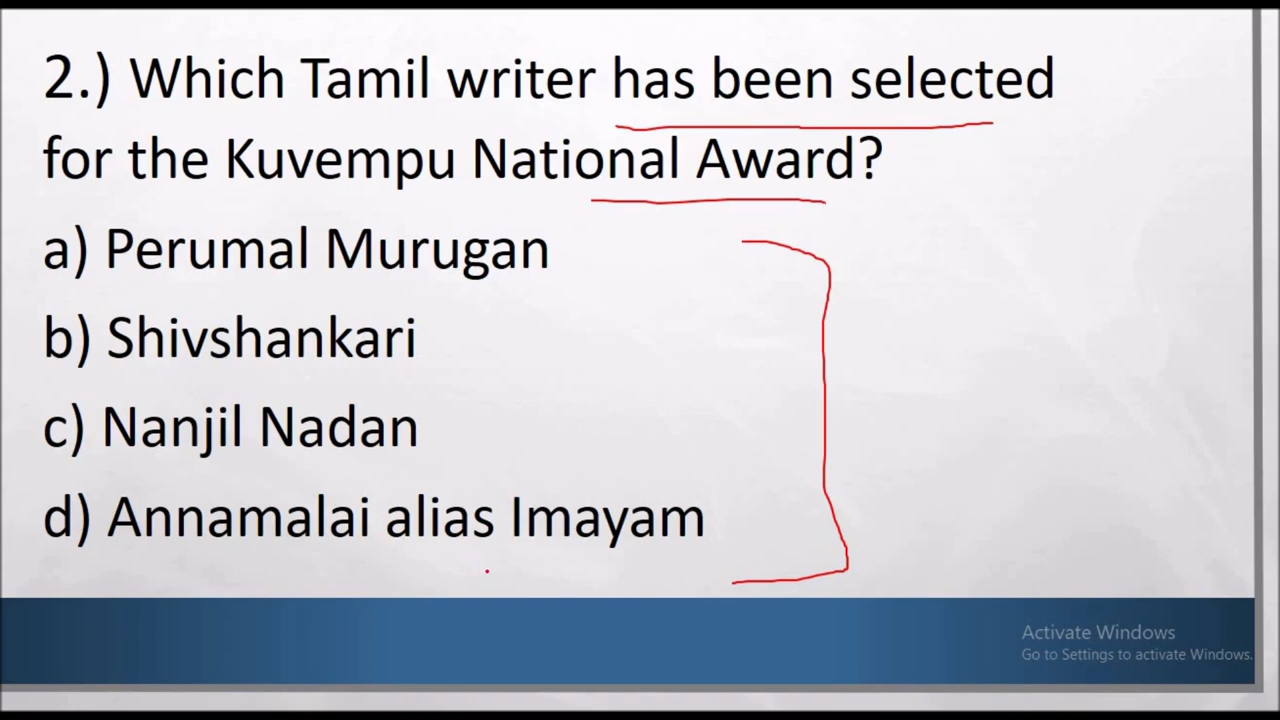 2.) Which Tamil writer has been selected
for the Kuvempu National Award?
a) Perumal Murugan
b) Shivshankari
c) Nanjil Nadan
d) Annamalai alias Imayam
Activate Windows
Go to Settings to activate Windows.